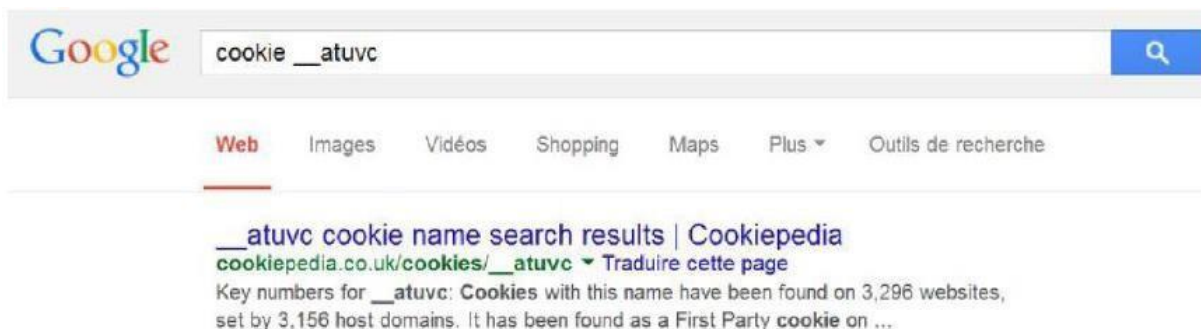 Google cookie __atuvc
Web Images Vidéos Shopping Maps Plus Outils de recherche
__atuvc cookie name search results | Cookiepedia
cookiepedia.co.uk/cookies/__atuvc Traduire cette page
Key numbers for __atuvc: Cookies with this name have been found on 3,296 websites,
set by 3,156 host domains. It has been found as a First Party cookie on ...